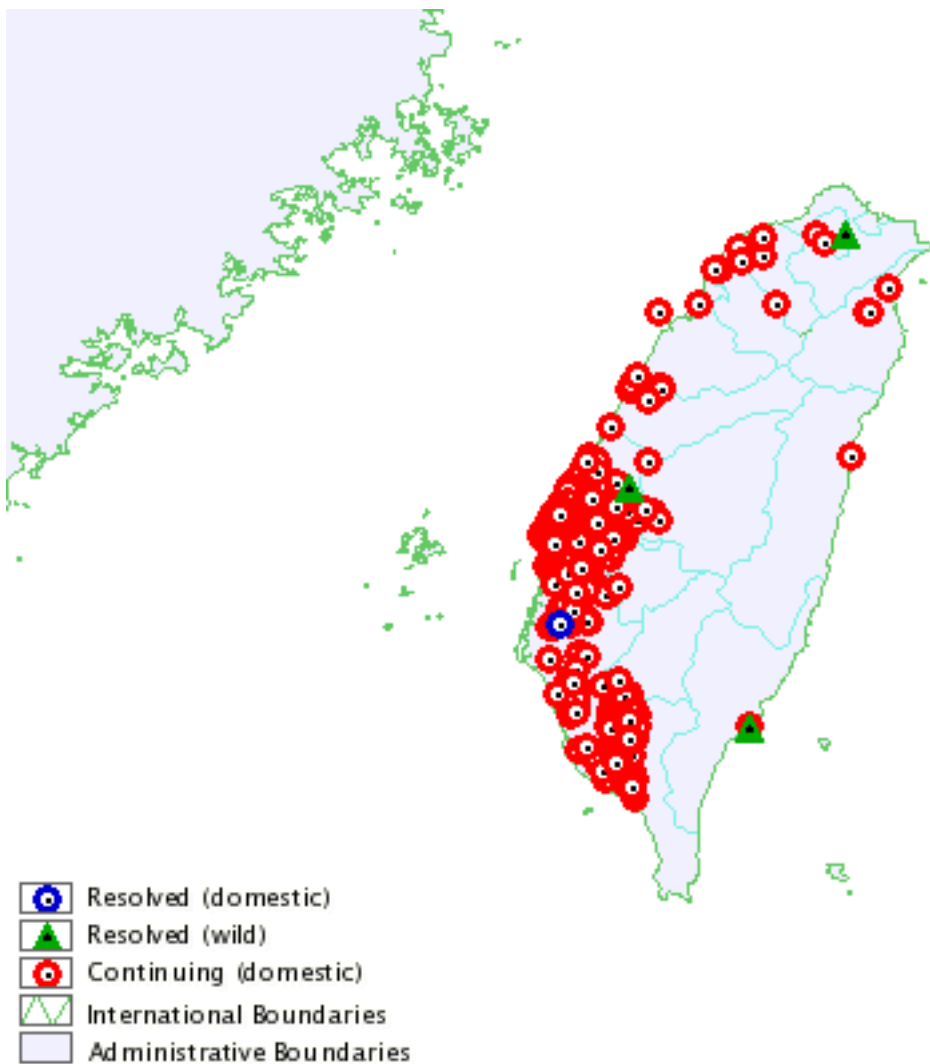 Resolved (domestic)
Resolved (wild)
Continuing (domestic)
International Boundaries
Administrative Boundaries